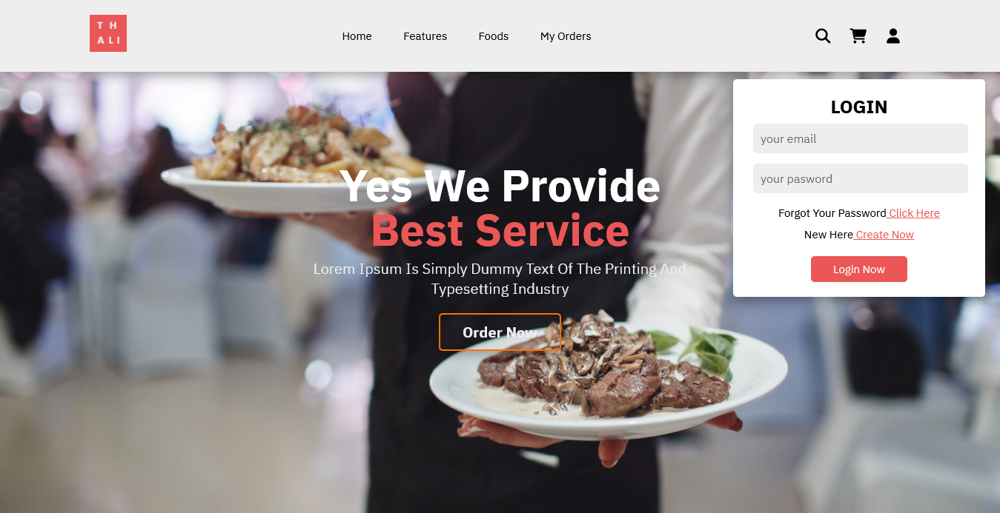 T H
A L I
Home Features Foods My Orders
LOGIN
your email
your pasword
Forgot Your Password Click Here
New Here Create Now
Login Now
Yes We Provide
Best Service
Lorem Ipsum Is Simply Dummy Text Of The Printing And
Typesetting Industry
Order Now